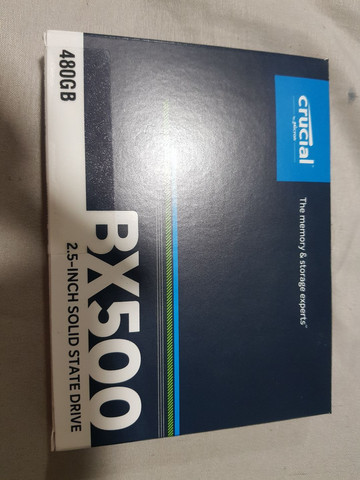 crucial
by Micron
The memory & storage experts™
BX500
2.5-INCH SOLID STATE DRIVE
480GB